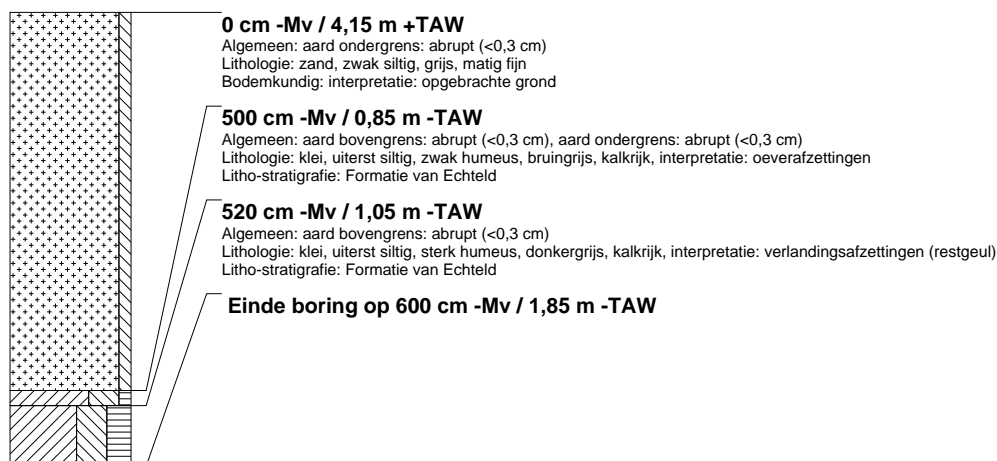 0 cm -Mv / 4,15 m +TAW
Algemeen: aard ondergrens: abrupt (<0,3 cm)
Lithologie: zand, zwak siltig, grijs, matig fijn
Bodemkundig: interpretatie: opgebrachte grond
500 cm -Mv / 0,85 m -TAW
Algemeen: aard bovengrens: abrupt (<0,3 cm), aard ondergrens: abrupt (<0,3 cm)
Lithologie: klei, uiterst siltig, zwak humeus, bruingrijs, kalkrijk, interpretatie: oeverafzettingen
Litho-stratigrafie: Formatie van Echteld
520 cm -Mv / 1,05 m -TAW
Algemeen: aard bovengrens: abrupt (<0,3 cm)
Lithologie: klei, uiterst siltig, sterk humeus, donkergrijs, kalkrijk, interpretatie: verlandingsafzettingen (restgeul)
Litho-stratigrafie: Formatie van Echteld
Einde boring op 600 cm -Mv / 1,85 m -TAW